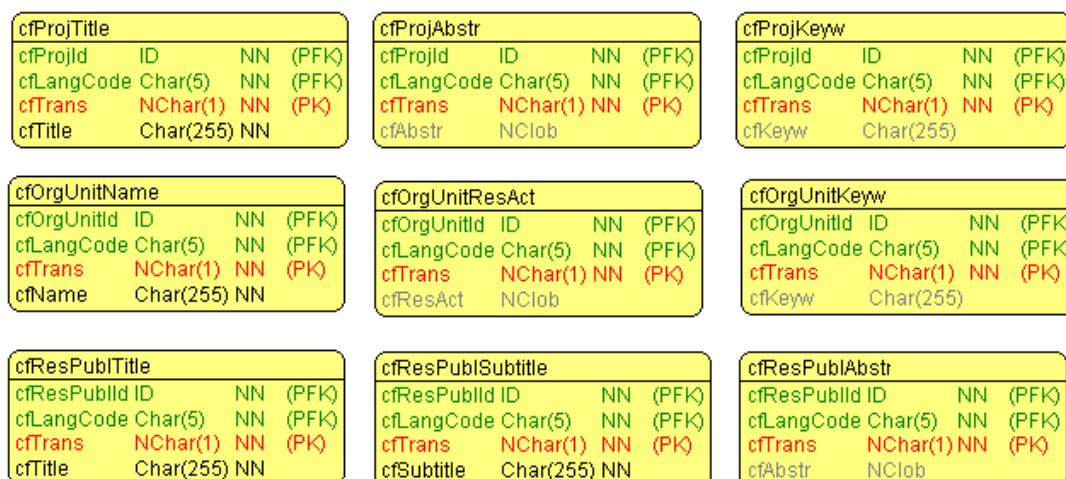 cfProjTitle
cfProjId ID NN (PFK)
cfLangCode Char(5) NN (PFK)
cfTrans NChar(1) NN (PK)
cfTitle Char(255) NN
cfProjAbstr
cfProjId ID NN (PFK)
cfLangCode Char(5) NN (PFK)
cfTrans NChar(1) NN (PK)
cfAbstr NClob
cfProjKeyw
cfProjId ID NN (PFK)
cfLangCode Char(5) NN (PFK)
cfTrans NChar(1) NN (PK)
cfKeyw Char(255)
cfOrgUnitName
cfOrgUnitId ID NN (PFK)
cfLangCode Char(5) NN (PFK)
cfTrans NChar(1) NN (PK)
cfName Char(255) NN
cfOrgUnitResAct
cfOrgUnitId ID NN (PFK)
cfLangCode Char(5) NN (PFK)
cfTrans NChar(1) NN (PK)
cfResAct NClob
cfOrgUnitKeyw
cfOrgUnitId ID NN (PFK
cfLangCode Char(5) NN (PFK
cfTrans NChar(1) NN (PK)
cfKeyw Char(255)
cfResPublTitle
cfResPublId ID NN (PFK)
cfLangCode Char(5) NN (PFK)
cfTrans NChar(1) NN (PK)
cfTitle Char(255) NN
cfResPublSubtitle
cfResPublId ID NN (PFK)
cfLangCode Char(5) NN (PFK)
cfTrans NChar(1) NN (PK)
cfSubtitle Char(255) NN
cfResPublAbstr
cfResPublId ID NN (PFK)
cfLangCode Char(5) NN (PFK)
cfTrans NChar(1) NN (PK)
cfAbstr NClob